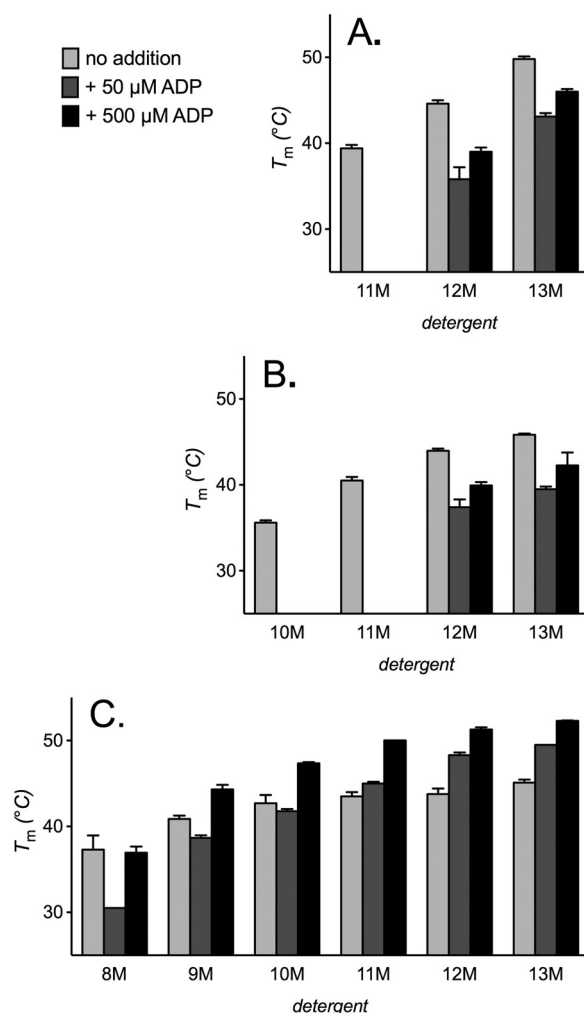 A.
no addition
+ 50 µM ADP
+ 500 µM ADP
Tm (°C)
50
40
30
11M 12M 13M
detergent
B.
Tm (°C)
50
40
30
10M 11M 12M 13M
detergent
C.
Tm (°C)
50
40
30
8M 9M 10M 11M 12M 13M
detergent